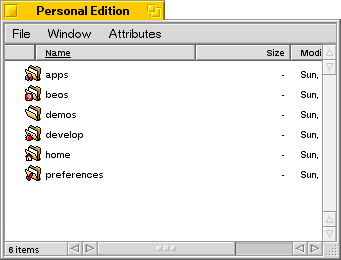 Personal Edition
File Window Attributes
Name Size Modi
apps - Sun,
beos - Sun,
demos - Sun,
develop - Sun,
home - Sun,
preferences - Sun,
6 items